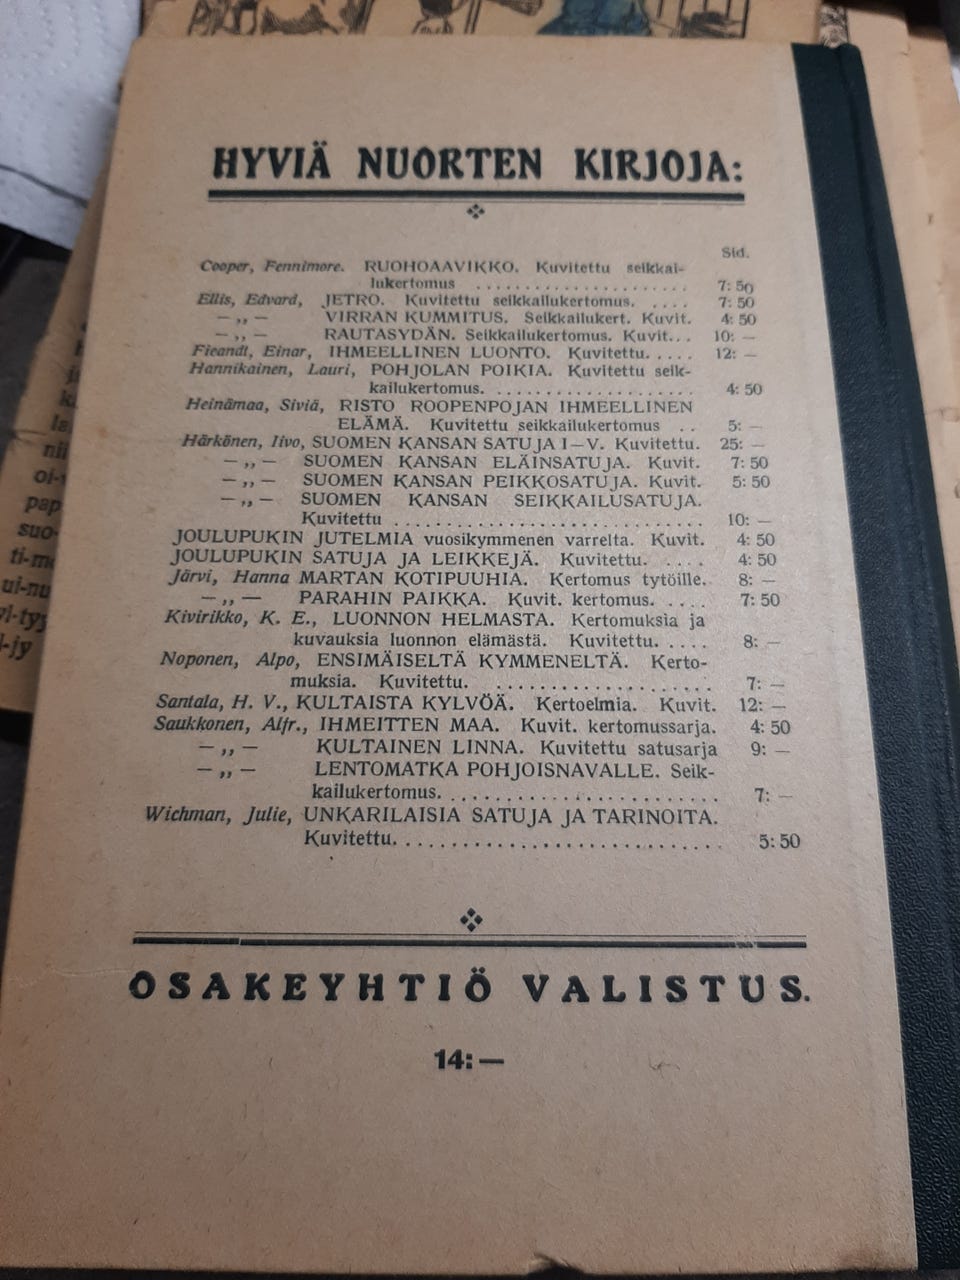 HYVIÄ NUORTEN KIRJOJA:
Sid.
Cooper, Fennimore. RUOHOAAVIKKO. Kuvitettu seikkai-
lukertomus . . . . . . . . . . . . . . . . . . . . . 7: 50
Ellis, Edvard, JETRO. Kuvitettu seikkailukertomus. . . . . 7: 50
— „ — VIRRAN KUMMITUS. Seikkailukert. Kuvit. 4: 50
— „ — RAUTASYDÄN. Seikkailukertomus. Kuvit. . . 10: —
Fieandt, Einar, IHMEELLINEN LUONTO. Kuvitettu. . . . . 12: —
Hannikainen, Lauri, POHJOLAN POIKIA. Kuvitettu seik-
kailukertomus. . . . . . . . . . . . . . . . . . . . 4: 50
Heinämaa, Siviä, RISTO ROOPENPOJAN IHMEELLINEN
ELÄMÄ. Kuvitettu seikkailukertomus . . 5: —
Härkönen, Iivo, SUOMEN KANSAN SATUJA I—V. Kuvitettu. 25: —
— „ — SUOMEN KANSAN ELÄINSATUJA. Kuvit. 7: 50
— „ — SUOMEN KANSAN PEIKKOSATUJA. Kuvit. 5: 50
— „ — SUOMEN KANSAN SEIKKAILUSATUJA.
Kuvitettu . . . . . . . . . . . . . . . . . . . . . . . . . . . 10: —
JOULUPUKIN JUTELMIA vuosikymmenen varrelta. Kuvit. 4: 50
JOULUPUKIN SATUJA JA LEIKKEJÄ. Kuvitettu. . . . . 4: 50
Järvi, Hanna MARTAN KOTIPUUHIA. Kertomus tytöille. 8: —
— „ — PARAHIN PAIKKA. Kuvit. kertomus. . . . . 7: 50
Kivirikko, K. E., LUONNON HELMASTA. Kertomuksia ja
kuvauksia luonnon elämästä. Kuvitettu. . . . . 8: —
Noponen, Alpo, ENSIMÄISELTÄ KYMMENELTÄ. Kerto-
muksia. Kuvitettu. . . . . . . . . . . . . . . . . . . . 7: —
Santala, H. V., KULTAISTA KYLVÖÄ. Kertoelmia. Kuvit. 12: —
Saukkonen, Alfr., IHMEITTEN MAA. Kuvit. kertomussarja. 4: 50
— „ — KULTAINEN LINNA. Kuvitettu satusarja 9: —
— „ — LENTOMATKA POHJOISNAVALLE. Seik-
kailukertomus. . . . . . . . . . . . . . . . . . . . . . . . . 7: —
Wichman, Julie, UNKARILAISIA SATUJA JA TARINOITA.
Kuvitettu. . . . . . . . . . . . . . . . . . . . . . . . . . . . . 5: 50
OSAKEYHTIÖ VALISTUS.
14: —